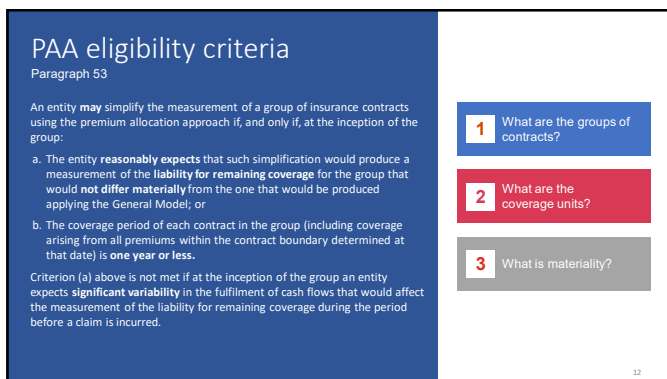 PAA eligibility criteria
Paragraph 53
An entity may simplify the measurement of a group of insurance contracts
using the premium allocation approach if, and only if, at the inception of the
group:
a. The entity reasonably expects that such simplification would produce a
measurement of the liability for remaining coverage for the group that
would not differ materially from the one that would be produced
applying the General Model; or
b. The coverage period of each contract in the group (including coverage
arising from all premiums within the contract boundary determined at
that date) is one year or less.
Criterion (a) above is not met if at the inception of the group an entity
expects significant variability in the fulfilment of cash flows that would affect
the measurement of the liability for remaining coverage during the period
before a claim is incurred.
1 What are the groups of
contracts?
2 What are the
coverage units?
3 What is materiality?
12